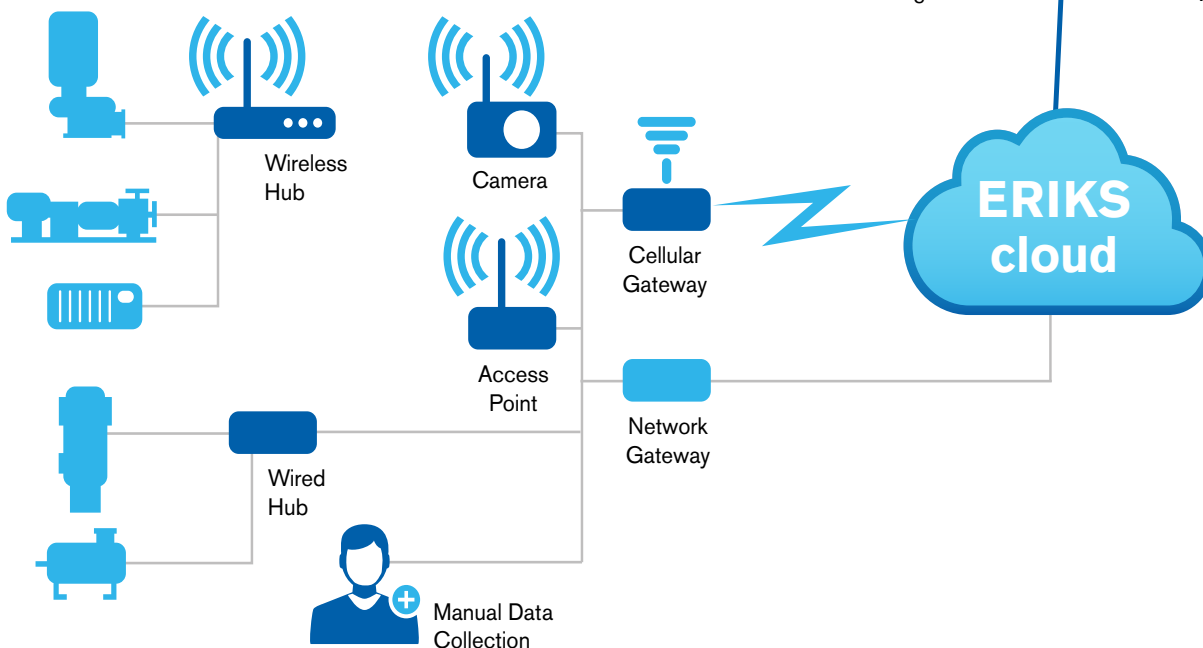 Wireless
Hub
Camera
Cellular
Gateway
ERIKS
cloud
Access
Point
Network
Gateway
Wired
Hub
Manual Data
Collection